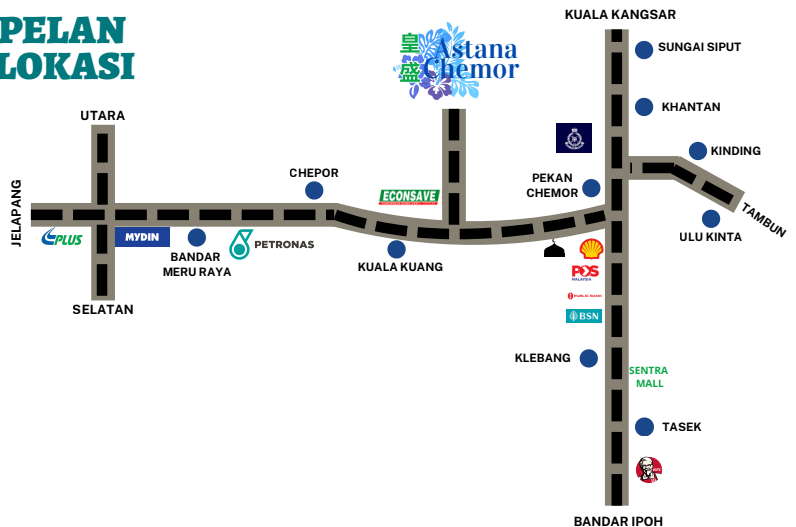 PELAN
LOKASI
KUALA KANGSAR
皇
盛
Astana
Chemor
SUNGAI SIPUT
KHANTAN
UTARA
KINDING
CHEPOR
PEKAN
CHEMOR
ECONSAVE
JELAPANG
TAMBUN
ULU KINTA
PLUS
MYDIN
PETRONAS
BANDAR
MERU RAYA
KUALA KUANG
POS
MALAYSIA
PUBLIC BANK
BSN
SELATAN
KLEBANG
SENTRA
MALL
TASEK
KFC
BANDAR IPOH